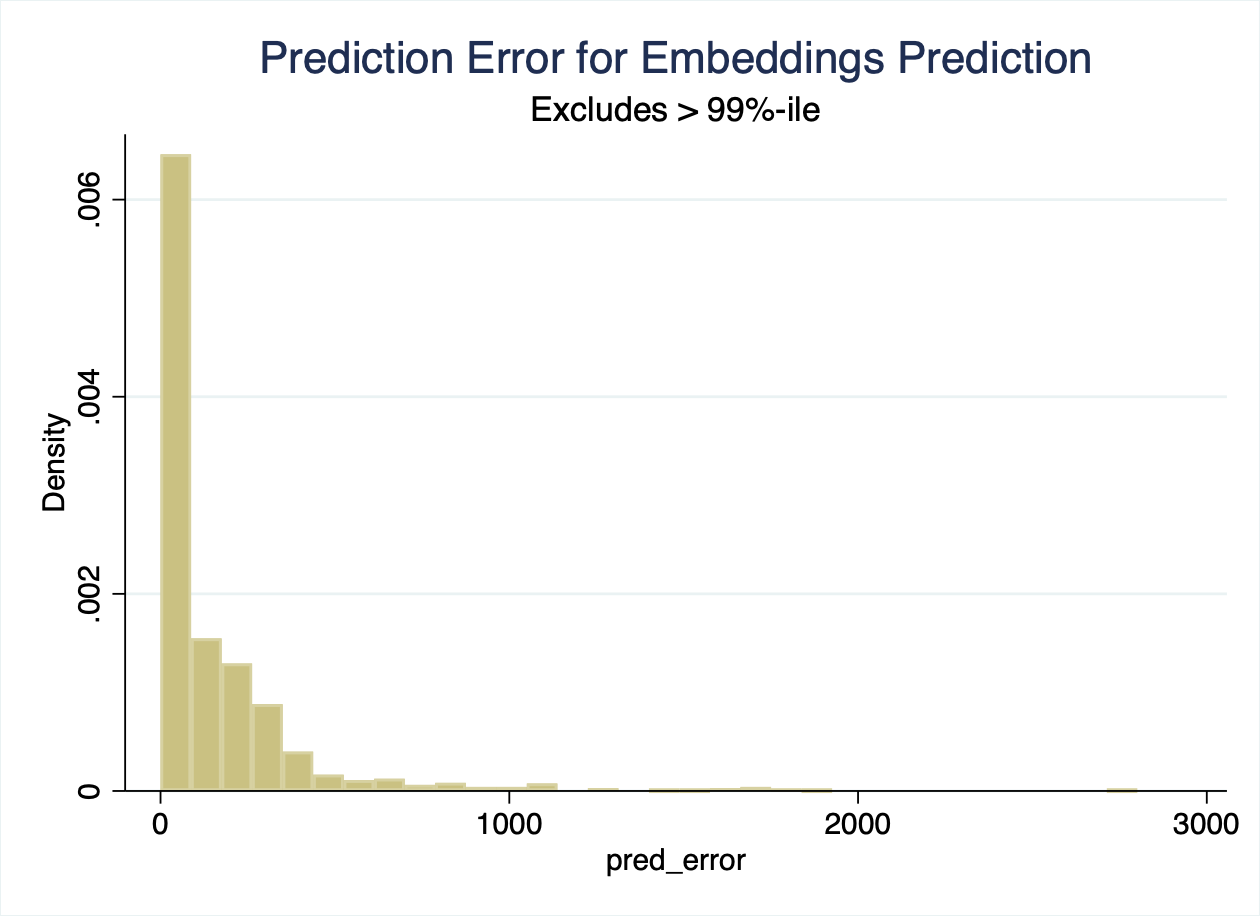 Prediction Error for Embeddings Prediction
Excludes > 99%-ile
Density
.006
.004
.002
0
0 1000 2000 3000
pred_error